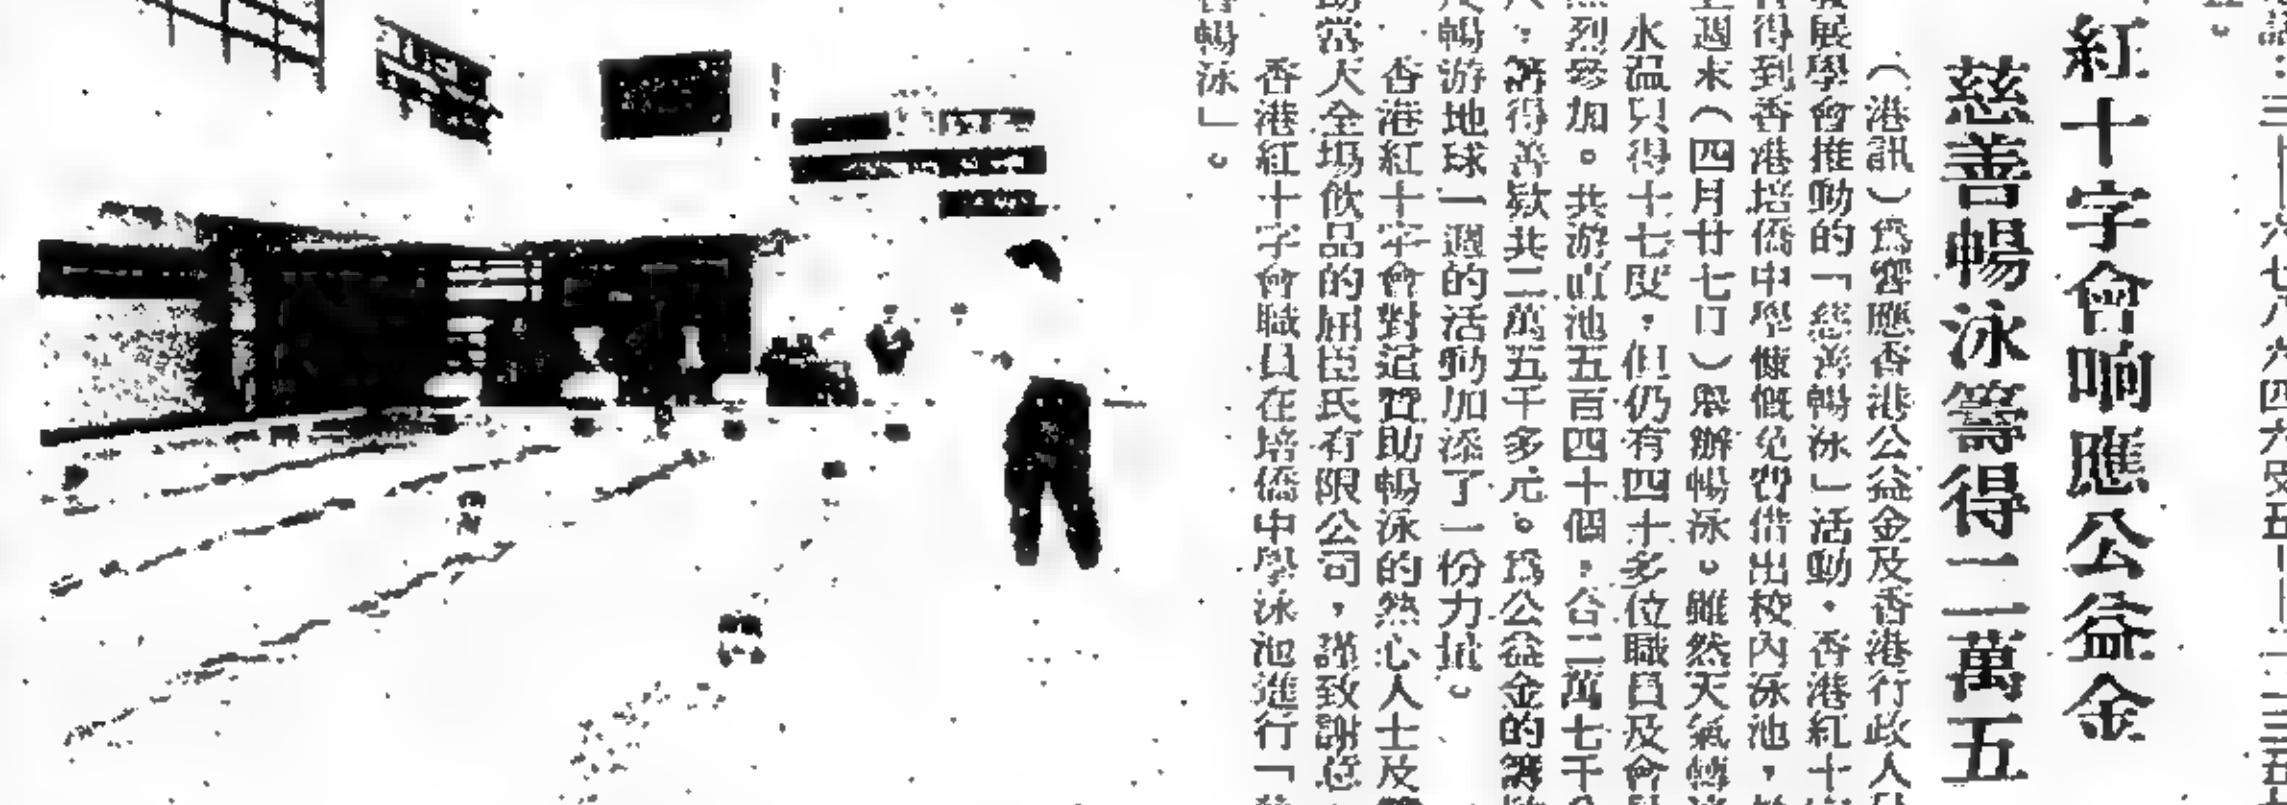 紅十字會响應公益金
慈善暢泳籌得二萬五
(港訊)爲響應香港公益金及香港行政人
發展學會推動的「慈善暢泳」活動。香港紅十
得到香港培僑中學慷慨免費借出校內泳池,
週末(四月廿七日)舉辦暢泳。雖然天氣轉
水温只得十七度,但仍有四十多位職員及會
熱烈參加。共游直池五百四十個,合二萬七千
,籌得善欵共二萬五千多元。爲公益金的籌
暢游地球一週的活動加添了一份力量。
香港紅十字會對這贊助暢泳的熱心人士及
助當天全場飲品的屈臣氏有限公司,謹致謝意
香港紅十字會職員在培僑中學泳池進行「
善暢泳」。